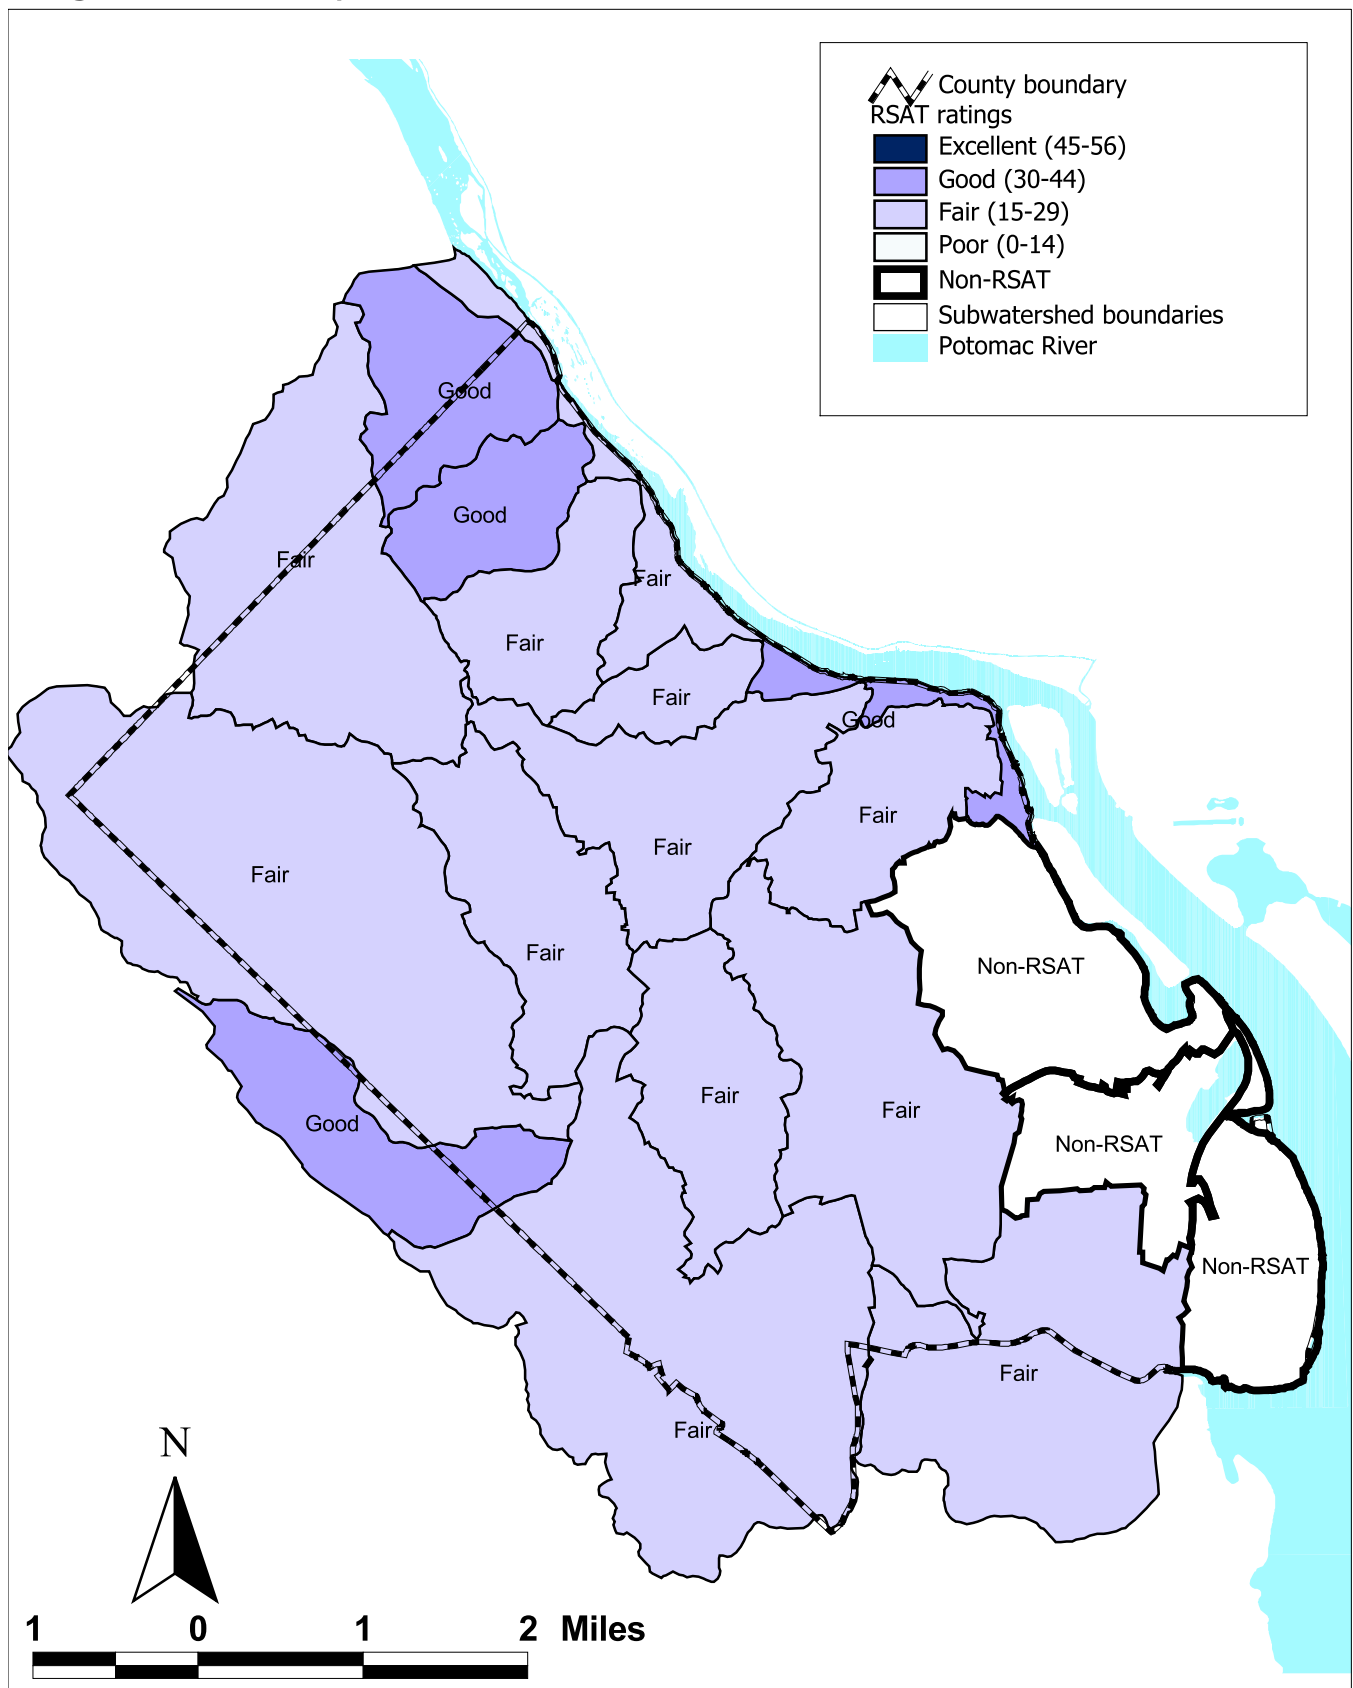 County boundary
RSAT ratings
Excellent (45-56)
Good (30-44)
Fair (15-29)
Poor (0-14)
Non-RSAT
Subwatershed boundaries
Potomac River
Good
Good
Fair
Fair
Fair
Fair
Good
Fair
Fair
Fair
Fair
Non-RSAT
Fair
Fair
Good
Non-RSAT
Non-RSAT
Fair
Fair
N
1 0 1 2 Miles